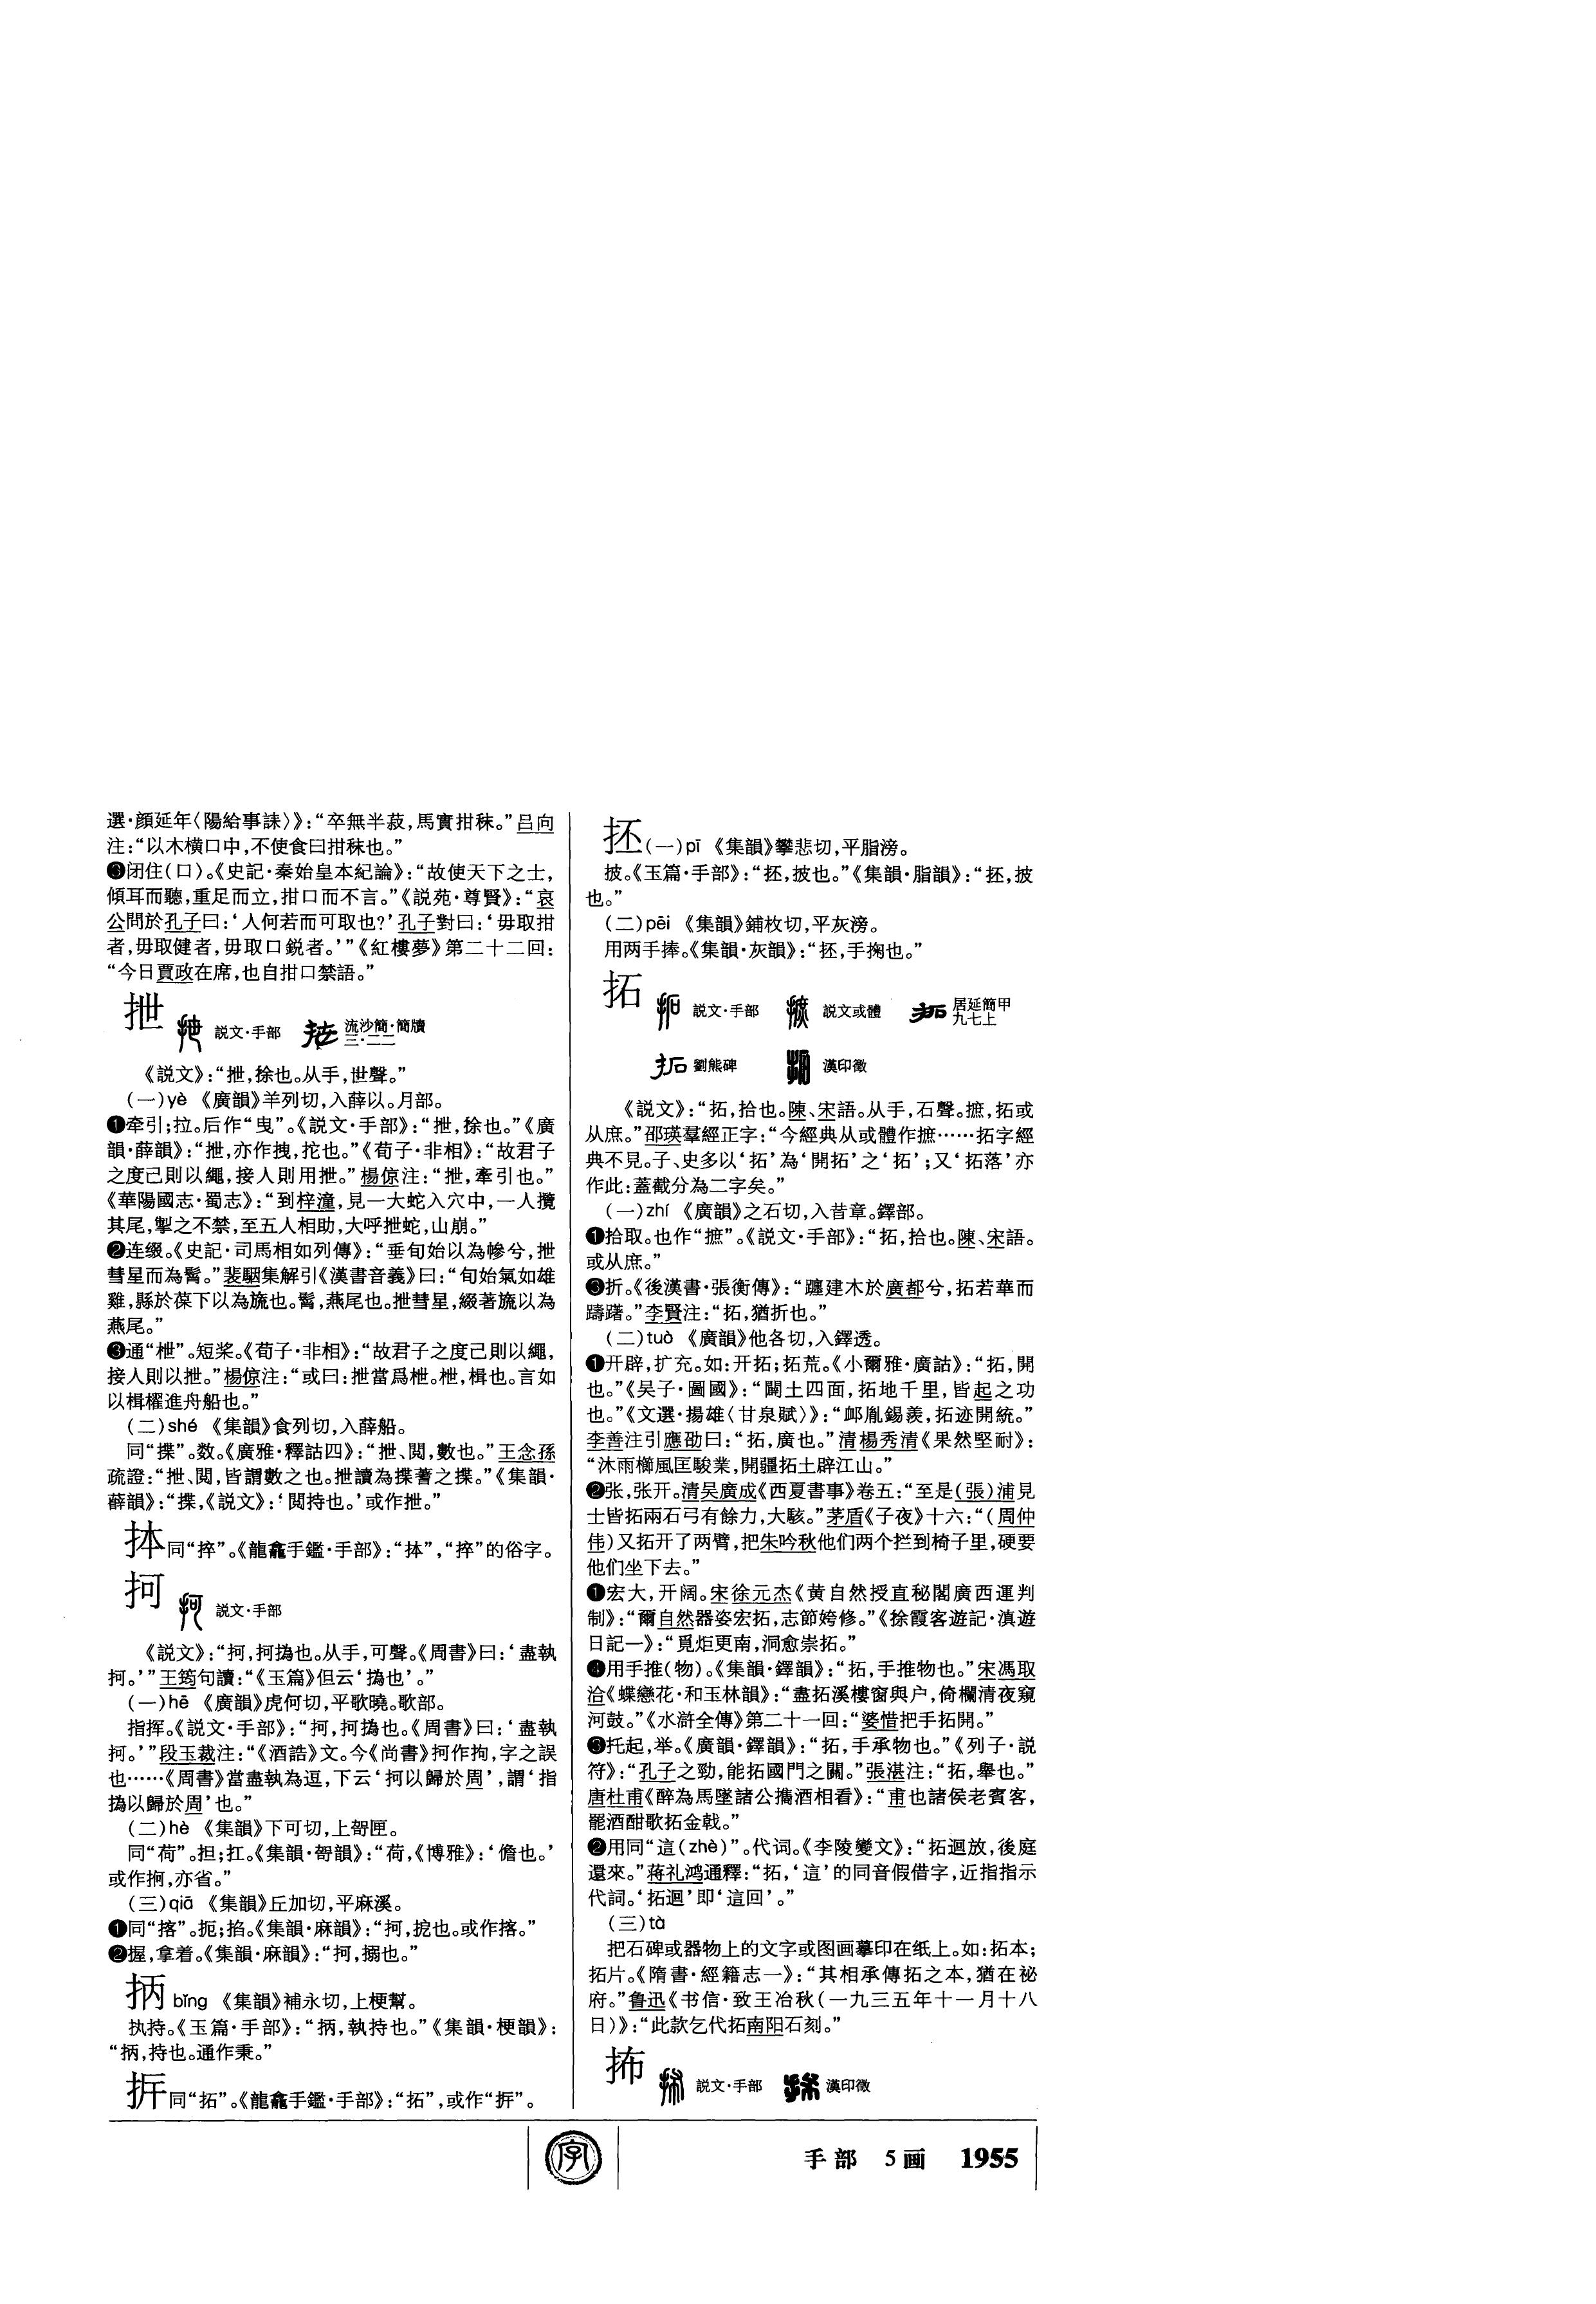 選·顔延年〈陽給事誄〉》：“卒無半菽，馬實拑秣。”吕向
注：“以木横口中，不使食曰拑秣也。”
❸闭住（口）。《史記·秦始皇本紀論》：“故使天下之士，
傾耳而聽，重足而立，拑口而不言。”《説苑·尊賢》：“哀
公問於孔子曰：‘人何若而可取也？’孔子對曰：‘毋取拑
者，毋取健者，毋取口鋭者。’”《紅樓夢》第二十二回：
“今日賈政在席，也自拑口禁語。”
抴 説文·手部 流沙簡·簡牘三·二二
《説文》：“抴，捈也。从手，世聲。”
（一）yè 《廣韻》羊列切，入薛以。月部。
❶牵引；拉。后作“曳”。《説文·手部》：“抴，捈也。”《廣
韻·薛韻》：“抴，亦作拽，拕也。”《荀子·非相》：“故君子
之度己則以繩，接人則用抴。”楊倞注：“抴，牽引也。”
《華陽國志·蜀志》：“到梓潼，見一大蛇入穴中，一人攬
其尾，掣之不禁，至五人相助，大呼抴蛇，山崩。”
❷连缀。《史記·司馬相如列傳》：“垂旬始以為幓兮，抴
彗星而為髾。”裴駰集解引《漢書音義》曰：“旬始氣如雄
雞，縣於葆下以為旒也。髾，燕尾也。抴彗星，綴著旒以為
燕尾。”
❸通“枻”。短桨。《荀子·非相》：“故君子之度己則以繩，
接人則以抴。”楊倞注：“或曰：抴當爲枻。枻，楫也。言如
以楫櫂進舟船也。”
（二）shé 《集韻》食列切，入薛船。
同“揲”。数。《廣雅·釋詁四》：“抴、閲，數也。”王念孫
疏證：“抴、閲，皆謂數之也。抴讀為揲蓍之揲。”《集韻·
薛韻》：“揲，《説文》：‘閲持也。’或作抴。”
抹同“捽”。《龍龕手鑑·手部》：“抹”，“捽”的俗字。
抲 説文·手部
《説文》：“抲，抲撝也。从手，可聲。《周書》曰：‘盡執
抲。’”王筠句讀：“《玉篇》但云‘撝也’。”
（一）hē 《廣韻》虎何切，平歌曉。歌部。
指挥。《説文·手部》：“抲，抲撝也。《周書》曰：‘盡執
抲。’”段玉裁注：“《酒誥》文。今《尚書》抲作拘，字之誤
也……《周書》當盡執為逗，下云‘抲以歸於周’，謂‘指
撝以歸於周’也。”
（二）hè 《集韻》下可切，上哿匣。
同“荷”。担；扛。《集韻·哿韻》：“荷，《博雅》：‘儋也。’
或作抲，亦省。”
（三）qiā 《集韻》丘加切，平麻溪。
❶同“㧎”。扼；掐。《集韻·麻韻》：“抲，挖也。或作㧎。”
❷握，拿着。《集韻·麻韻》：“抲，搦也。”
抦 bǐng 《集韻》補永切，上梗幫。
执持。《玉篇·手部》：“抦，執持也。”《集韻·梗韻》：
“抦，持也。通作秉。”
㧁同“拓”。《龍龕手鑑·手部》：“拓”，或作“㧁”。
抷（一）pī 《集韻》攀悲切，平脂滂。
披。《玉篇·手部》：“抷，披也。”《集韻·脂韻》：“抷，披
也。”
（二）pēi 《集韻》鋪枚切，平灰滂。
用两手捧。《集韻·灰韻》：“抷，手掬也。”
拓 説文·手部 説文或體 居延簡甲九七上
劉熊碑 漢印徵
《説文》：“拓，拾也。陳、宋語。从手，石聲。摭，拓或
从庶。”邵瑛羣經正字：“今經典从或體作摭……拓字經
典不見。子、史多以‘拓’為‘開拓’之‘拓’；又‘拓落’亦
作此：蓋截分為二字矣。”
（一）zhí 《廣韻》之石切，入昔章。鐸部。
❶拾取。也作“摭”。《説文·手部》：“拓，拾也。陳、宋語。
或从庶。”
❸折。《後漢書·張衡傳》：“躔建木於廣都兮，拓若華而
躊躇。”李賢注：“拓，猶折也。”
（二）tuò 《廣韻》他各切，入鐸透。
❶开辟，扩充。如：开拓；拓荒。《小爾雅·廣詁》：“拓，開
也。”《吴子·圖國》：“闢土四面，拓地千里，皆起之功
也。”《文選·揚雄〈甘泉賦〉》：“卹胤錫羨，拓迹開統。”
李善注引應劭曰：“拓，廣也。”清楊秀清《果然堅耐》：
“沐雨櫛風匡駿業，開疆拓土辟江山。”
❷张，张开。清吴廣成《西夏書事》卷五：“至是（張）浦見
士皆拓兩石弓有餘力，大駭。”茅盾《子夜》十六：“（周仲
伟）又拓开了两臂，把朱吟秋他们两个拦到椅子里，硬要
他们坐下去。”
❶宏大，开阔。宋徐元杰《黄自然授直秘閣廣西運判
制》：“爾自然器姿宏拓，志節姱修。”《徐霞客遊記·滇遊
日記一》：“覓炬更南，洞愈崇拓。”
❹用手推（物）。《集韻·鐸韻》：“拓，手推物也。”宋馮取
洽《蝶戀花·和玉林韻》：“盡拓溪樓窗與户，倚欄清夜窺
河鼓。”《水滸全傳》第二十一回：“婆惜把手拓開。”
❸托起，举。《廣韻·鐸韻》：“拓，手承物也。”《列子·説
符》：“孔子之勁，能拓國門之關。”張湛注：“拓，舉也。”
唐杜甫《醉為馬墜諸公攜酒相看》：“甫也諸侯老賓客，
罷酒酣歌拓金戟。”
❷用同“這（zhè）”。代词。《李陵變文》：“拓迴放，後庭
還來。”蒋礼鸿通釋：“拓，‘這’的同音假借字，近指指示
代詞。‘拓迴’即‘這回’。”
（三）tà
把石碑或器物上的文字或图画摹印在纸上。如：拓本；
拓片。《隋書·經籍志一》：“其相承傳拓之本，猶在祕
府。”鲁迅《书信·致王冶秋（一九三五年十一月十八
日）》：“此款乞代拓南阳石刻。”
抪 説文·手部 漢印徵
字
手部 5画 1955